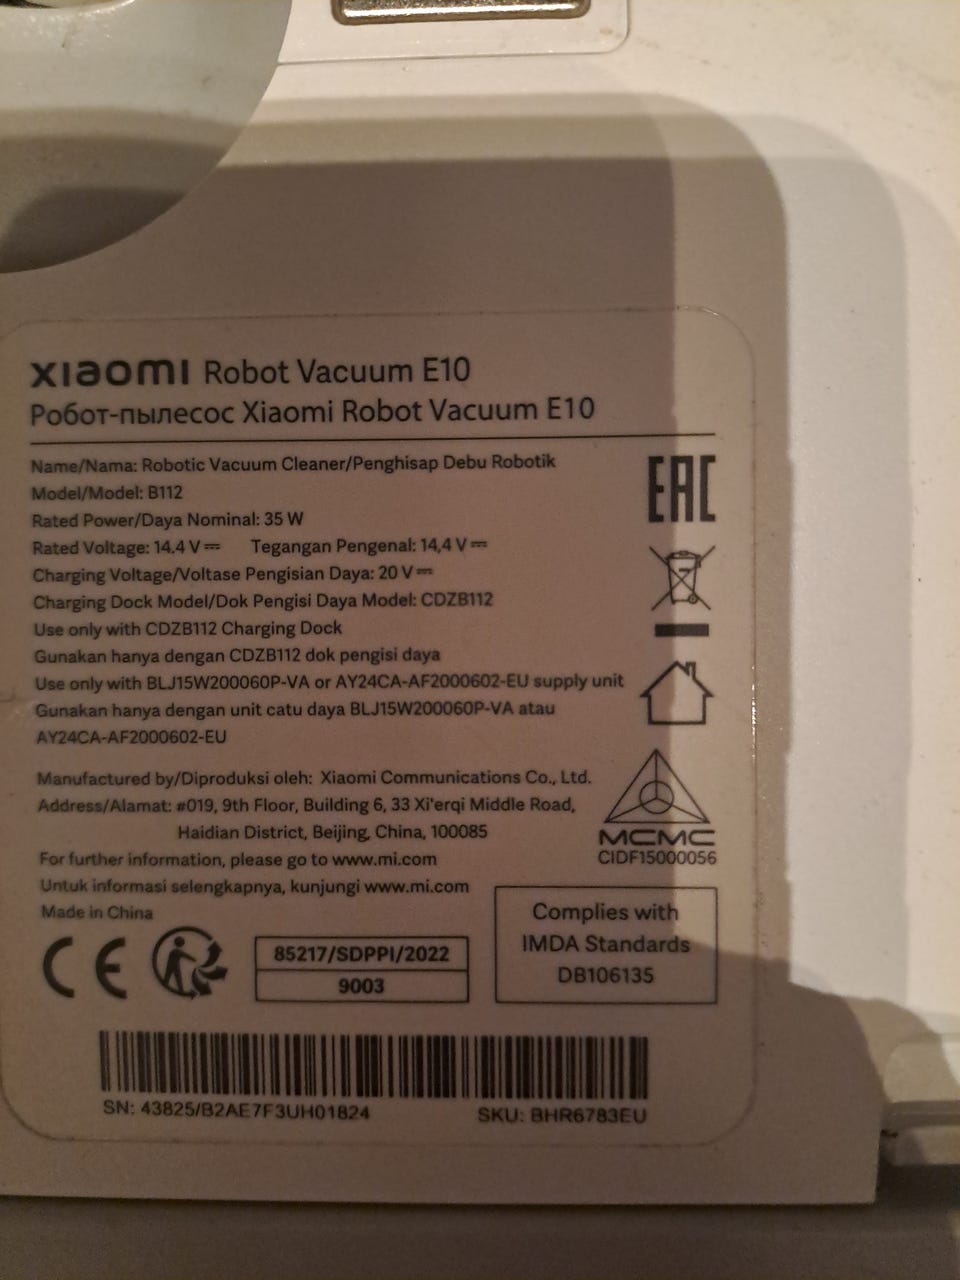 xiaomi Robot Vacuum E10
Робот-пылесос Xiaomi Robot Vacuum E10
Name/Nama: Robotic Vacuum Cleaner/Penghisap Debu Robotik
Model/Model: B112
Rated Power/Daya Nominal: 35 W
Rated Voltage: 14.4 V⎓ Tegangan Pengenal: 14,4 V⎓
Charging Voltage/Voltase Pengisian Daya: 20 V⎓
Charging Dock Model/Dok Pengisi Daya Model: CDZB112
Use only with CDZB112 Charging Dock
Gunakan hanya dengan CDZB112 dok pengisi daya
Use only with BLJ15W200060P-VA or AY24CA-AF2000602-EU supply unit
Gunakan hanya dengan unit catu daya BLJ15W200060P-VA atau
AY24CA-AF2000602-EU
EAC
Manufactured by/Diproduksi oleh: Xiaomi Communications Co., Ltd.
Address/Alamat: #019, 9th Floor, Building 6, 33 Xi'erqi Middle Road,
Haidian District, Beijing, China, 100085
For further information, please go to www.mi.com
Untuk informasi selengkapnya, kunjungi www.mi.com
Made in China
MCMC
CIDF15000056
CE
85217/SDPPI/2022
9003
Complies with
IMDA Standards
DB106135
SN: 43825/B2AE7F3UH01824
SKU: BHR6783EU